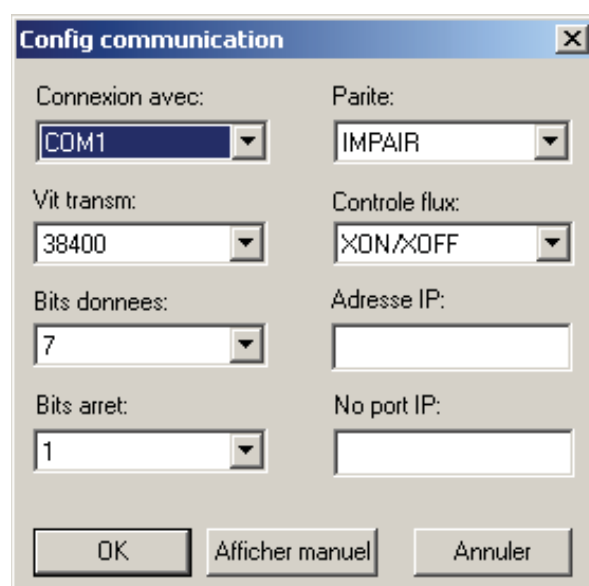 Config communication
Connexion avec: Parite:
COM1 IMPAIR
Vit transm: Controle flux:
38400 XON/XOFF
Bits donnees: Adresse IP:
7
Bits arret: No port IP:
1
OK Afficher manuel Annuler